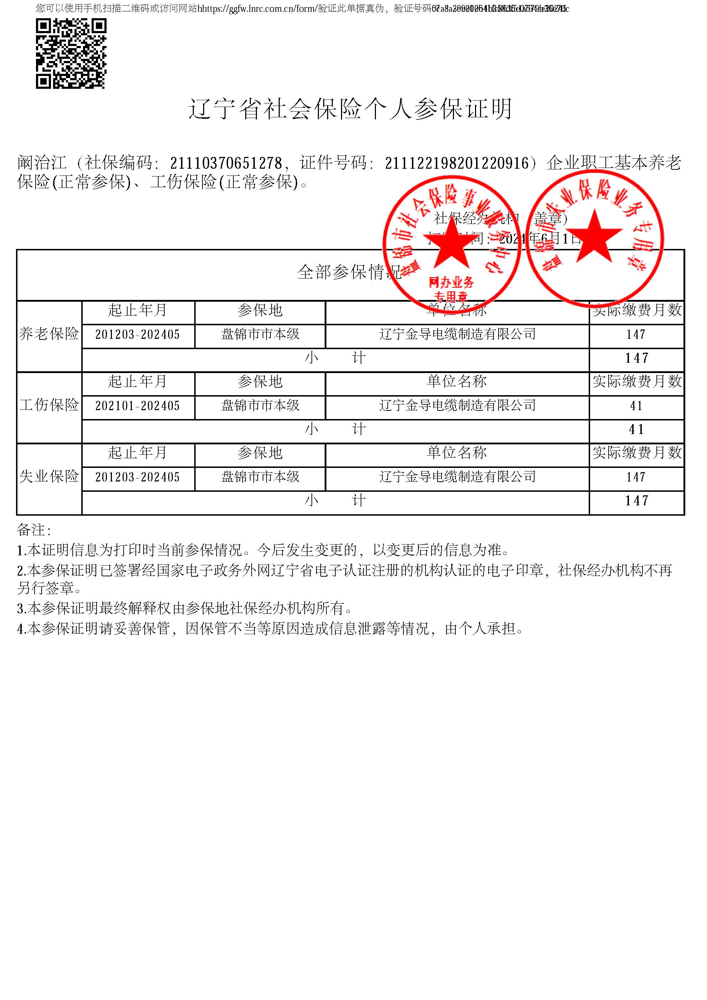 您可以使用手机扫描二维码或访问网站hhttps://ggfw.lnrc.com.cn/form/验证此单据真伪，验证号码
辽宁省社会保险个人参保证明
阚治江（社保编码：21110370651278，证件号码：211122198201220916）企业职工基本养老
保险(正常参保)、工伤保险(正常参保)。
社保经办机构（盖章）
打印时间：2024年6月1日
盘锦市社会保险事业服务中心
网办业务
专用章
盘锦市失业保险业务专用章
全部参保情况
养老保险
起止年月 参保地 单位名称 实际缴费月数
201203-202405 盘锦市市本级 辽宁金导电缆制造有限公司 147
小 计 147
工伤保险
起止年月 参保地 单位名称 实际缴费月数
202101-202405 盘锦市市本级 辽宁金导电缆制造有限公司 41
小 计 41
失业保险
起止年月 参保地 单位名称 实际缴费月数
201203-202405 盘锦市市本级 辽宁金导电缆制造有限公司 147
小 计 147
备注：
1.本证明信息为打印时当前参保情况。今后发生变更的，以变更后的信息为准。
2.本参保证明已签署经国家电子政务外网辽宁省电子认证注册的机构认证的电子印章，社保经办机构不再
另行签章。
3.本参保证明最终解释权由参保地社保经办机构所有。
4.本参保证明请妥善保管，因保管不当等原因造成信息泄露等情况，由个人承担。